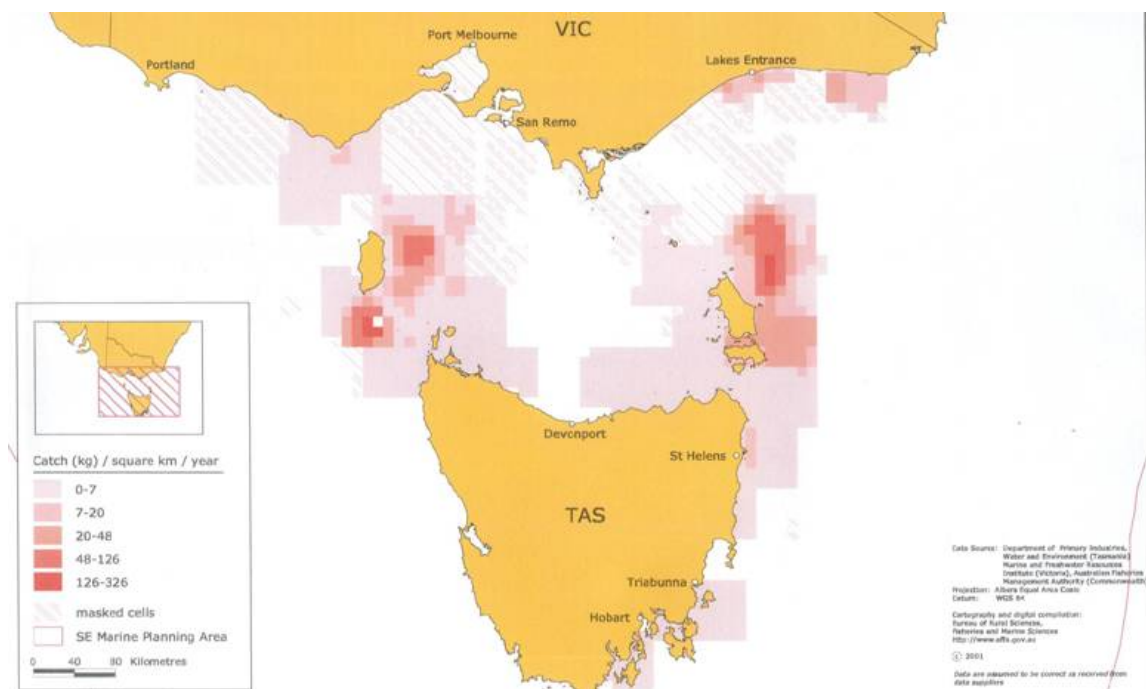 VIC
Port Melbourne
Portland
Lakes Entrance
San Remo
Devonport
St Helens
TAS
Triabunna
Hobart
Catch (kg) / square km / year
0-7
7-20
20-48
48-126
126-326
masked cells
SE Marine Planning Area
0 40 80 Kilometres
Data Source: Department of Primary Industries,
Water and Environment (Tasmania)
Marine and Freshwater Resources
Institute (Victoria), Australian Fisheries
Management Authority (Commonwealth)
Projection: Albers Equal Area Conic
Datum: WGS 84
Cartography and digital compilation:
Bureau of Rural Sciences,
Fisheries and Marine Sciences
http://www.affa.gov.au
© 2001
Data are assumed to be correct as received from
data suppliers